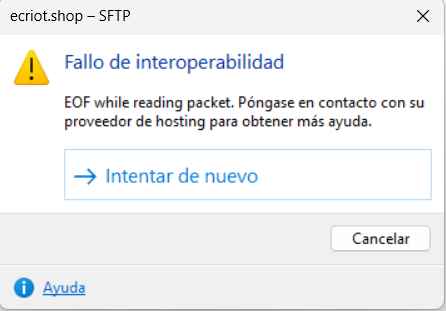 ecriot.shop – SFTP
Fallo de interoperabilidad
EOF while reading packet. Póngase en contacto con su
proveedor de hosting para obtener más ayuda.
Intentar de nuevo
Cancelar
Ayuda